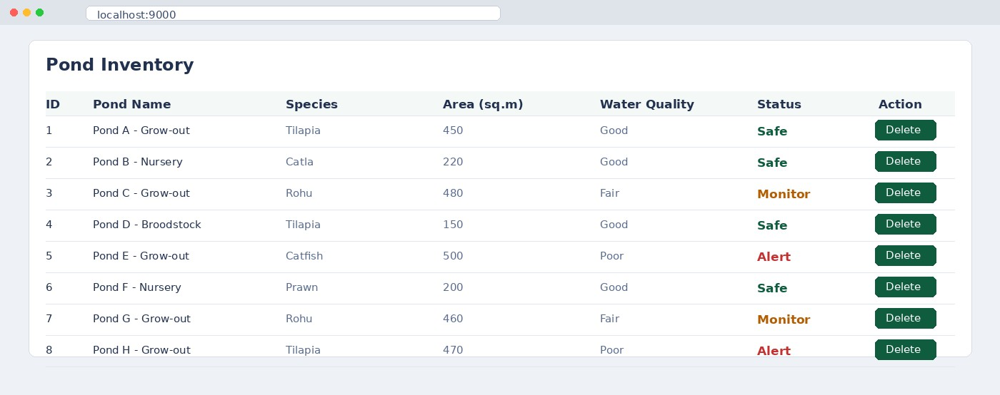 localhost:9000
Pond Inventory
ID Pond Name Species Area (sq.m) Water Quality Status Action
1 Pond A - Grow-out Tilapia 450 Good Safe Delete
2 Pond B - Nursery Catla 220 Good Safe Delete
3 Pond C - Grow-out Rohu 480 Fair Monitor Delete
4 Pond D - Broodstock Tilapia 150 Good Safe Delete
5 Pond E - Grow-out Catfish 500 Poor Alert Delete
6 Pond F - Nursery Prawn 200 Good Safe Delete
7 Pond G - Grow-out Rohu 460 Fair Monitor Delete
8 Pond H - Grow-out Tilapia 470 Poor Alert Delete